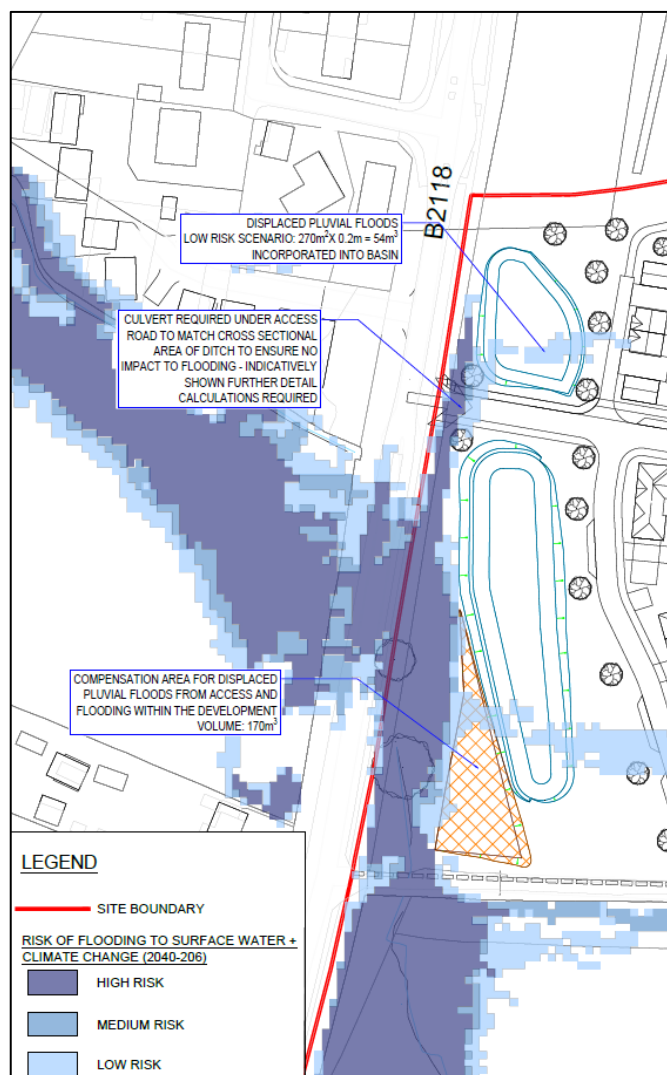 B2118
DISPLACED PLUVIAL FLOODS
LOW RISK SCENARIO: 270m² X 0.2m = 54m³
INCORPORATED INTO BASIN
CULVERT REQUIRED UNDER ACCESS
ROAD TO MATCH CROSS SECTIONAL
AREA OF DITCH TO ENSURE NO
IMPACT TO FLOODING - INDICATIVELY
SHOWN FURTHER DETAIL
CALCULATIONS REQUIRED
COMPENSATION AREA FOR DISPLACED
PLUVIAL FLOODS FROM ACCESS AND
FLOODING WITHIN THE DEVELOPMENT
VOLUME: 170m³
LEGEND
SITE BOUNDARY
RISK OF FLOODING TO SURFACE WATER +
CLIMATE CHANGE (2040-206)
HIGH RISK
MEDIUM RISK
LOW RISK